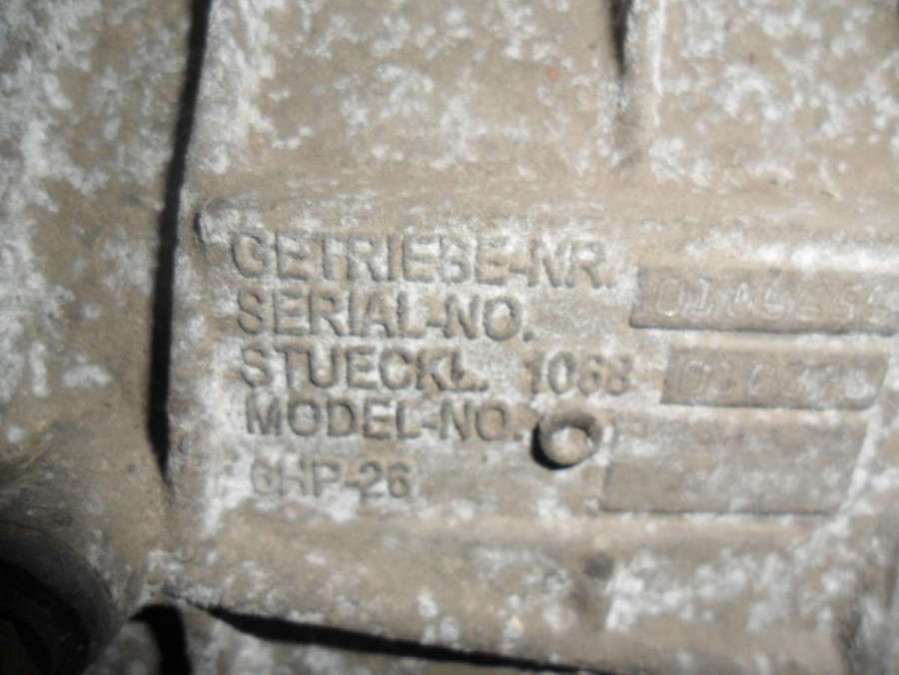 GETRIEBE-NR.
SERIAL-NO.
STUECKL. 1068
MODEL-NO.
6HP-26